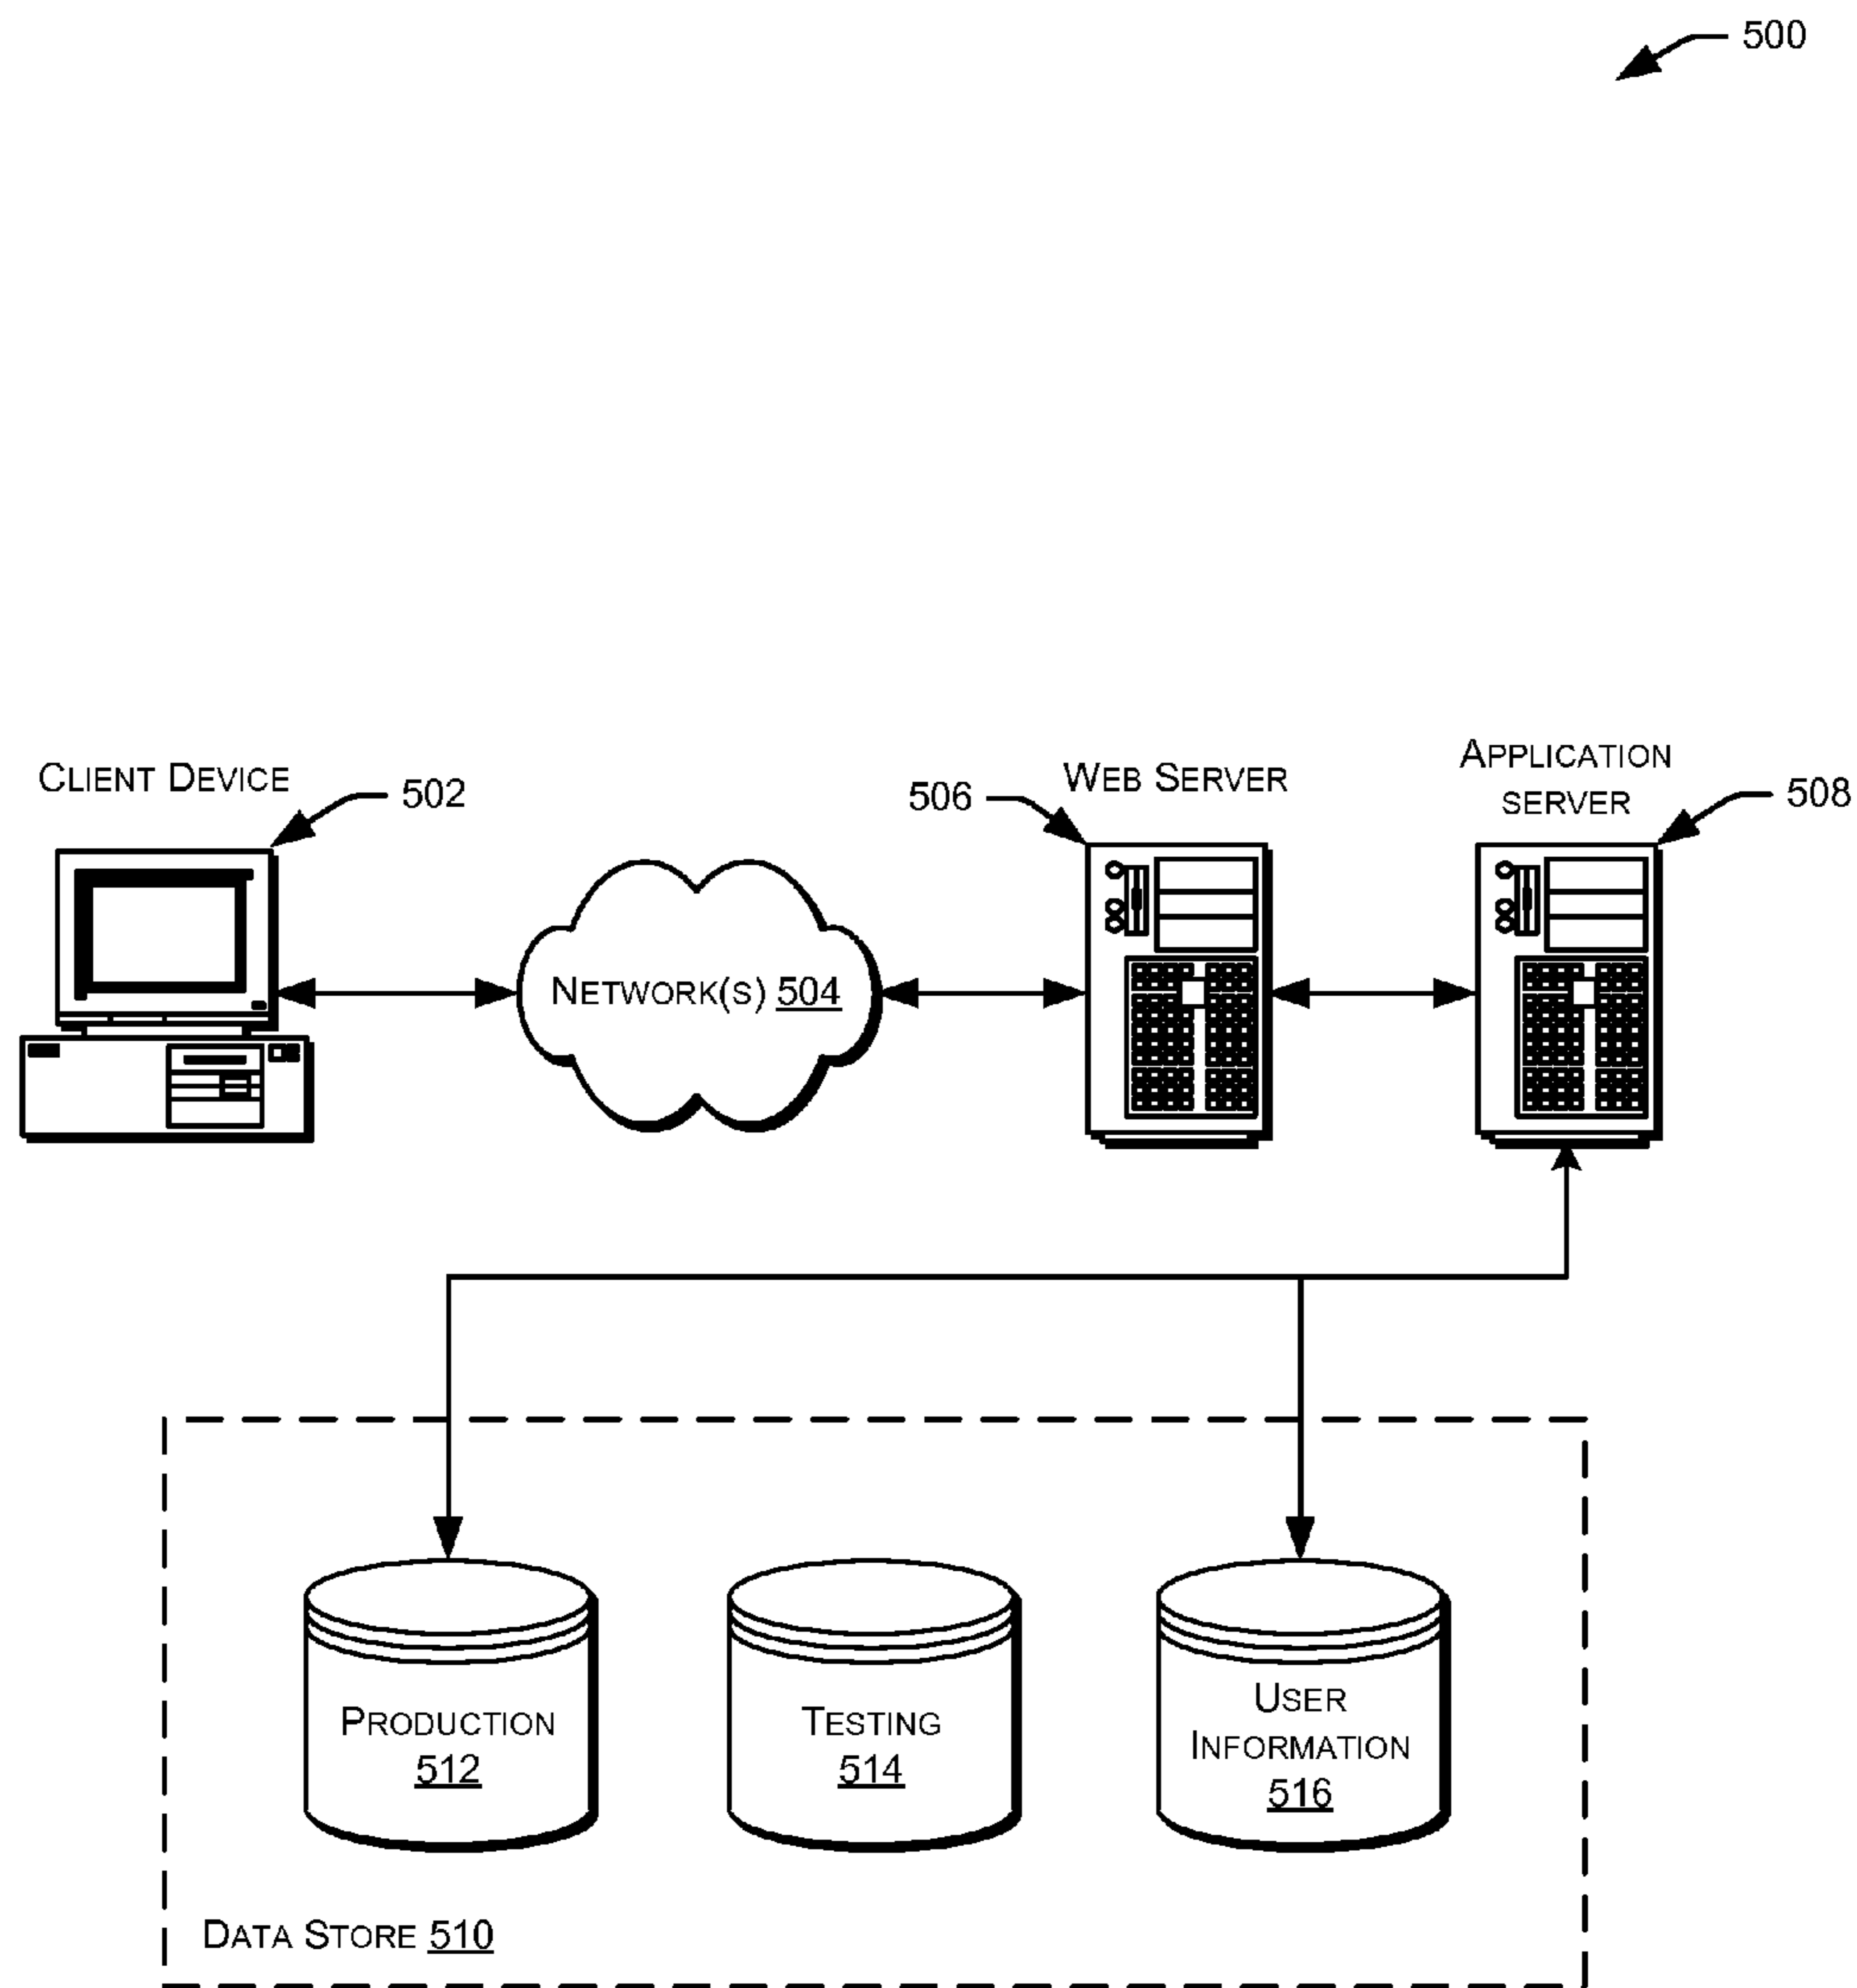 500
CLIENT DEVICE
502
506
WEB SERVER
APPLICATION
SERVER
508
NETWORK(S) 504
PRODUCTION
512
TESTING
514
USER
INFORMATION
516
DATA STORE 510